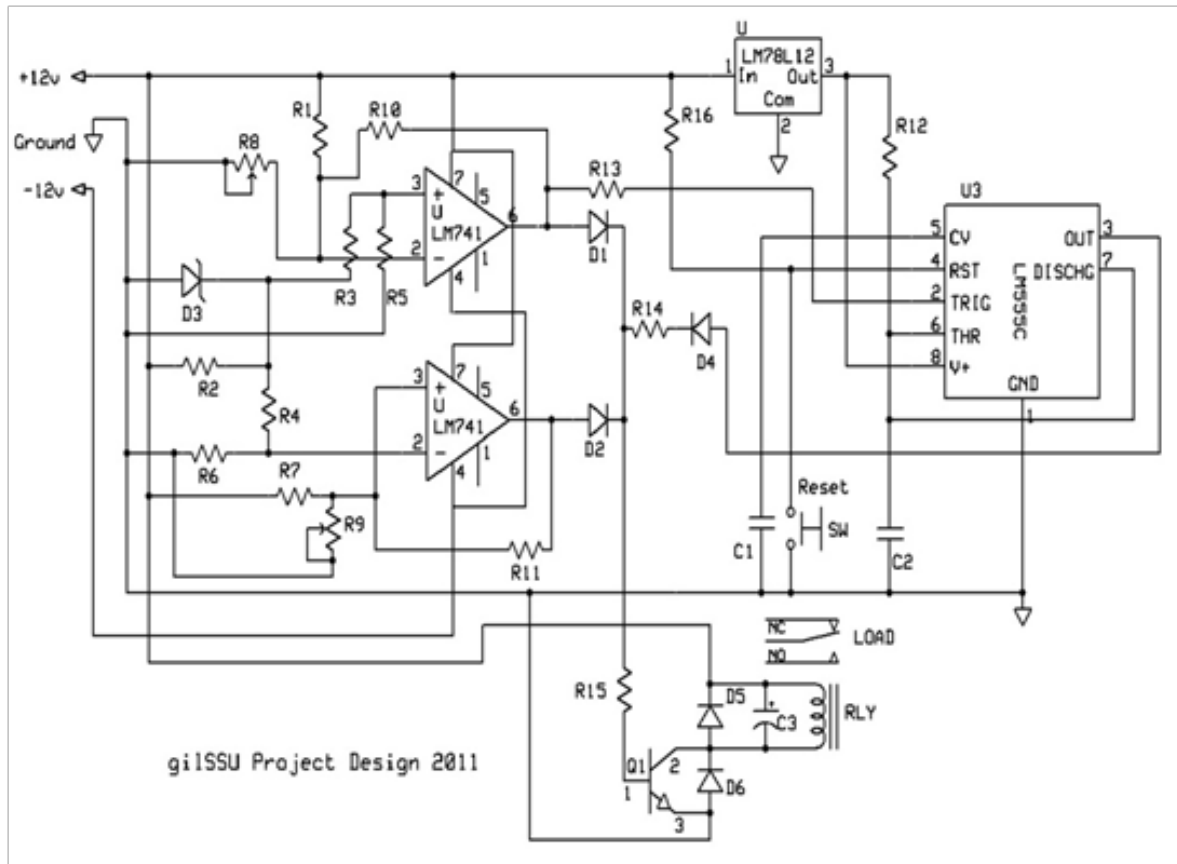 U
LM78L12
1 In Out 3
Com
2
+12v
Ground
-12v
R1
R10
R8
R16
R12
R13
3 + 7 5
U
LM741
6
2 - 1
4
D1
D3
R3
R5
R14
D4
U3
LM555C
5 CV
4 RST
2 TRIG
6 THR
8 V+
OUT 3
DISCHG 7
GND
1
R2
R4
3 + 7 5
U
LM741
6
2 - 1
4
D2
R6
R7
R9
R11
Reset
SW
C1
C2
NC
NO
LOAD
R15
D5
C3
+
RLY
Q1
1
2
3
D6
gilSSU Project Design 2011